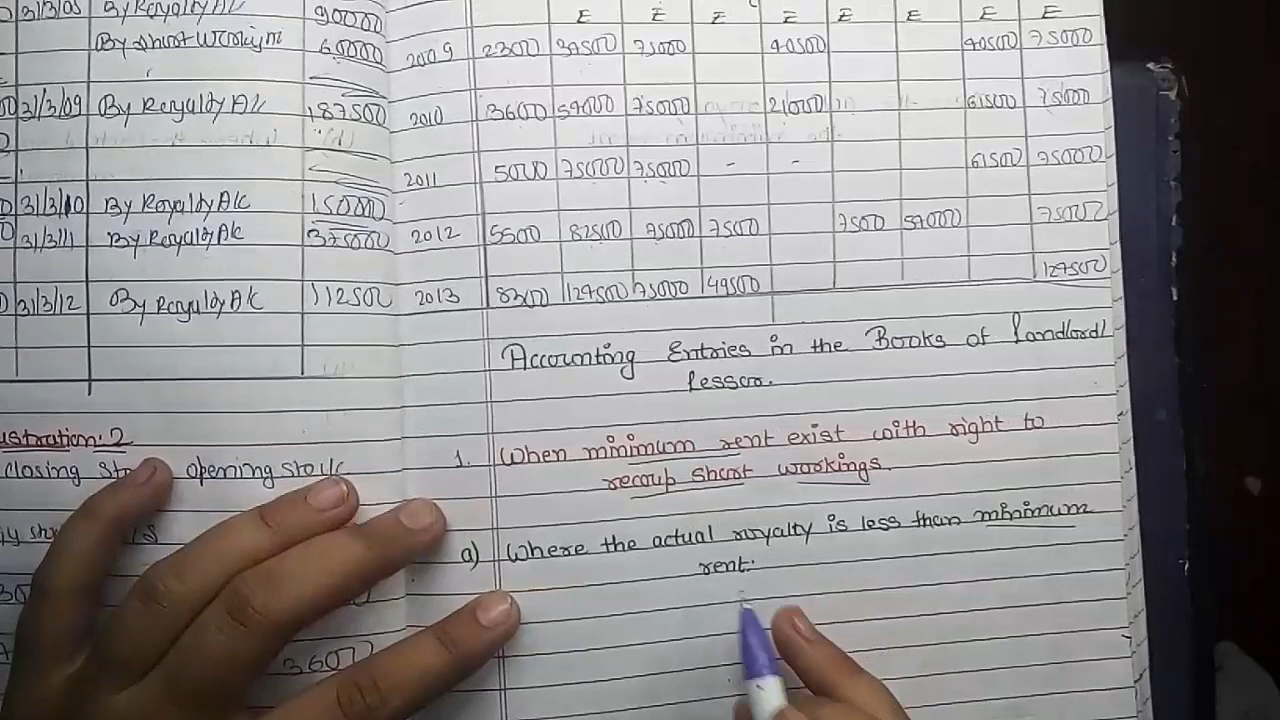 31/3/08 By Royalty A/c 90000
By Short Workings 60000
31/3/09 By Royalty A/c 187500
31/3/10 By Royalty A/c 150000
31/3/11 By Royalty A/c 375000
31/3/12 By Royalty A/c 112500
ustration: 2
closing Stock opening stock
3600
E E E E E E E E
2009 2300 34500 75000 40500 40500 75000
2010 3600 54000 75000 21000 61500 75000
2011 5000 75000 75000 - - 61500 75000
2012 5500 82500 75000 7500 7500 54000 75000
2013 8300 124500 75000 49500 124500
Accounting Entries in the Books of Landlord/
Lessor.
1. When minimum rent exist with right to
recoup short workings.
a) Where the actual royalty is less than minimum
rent: